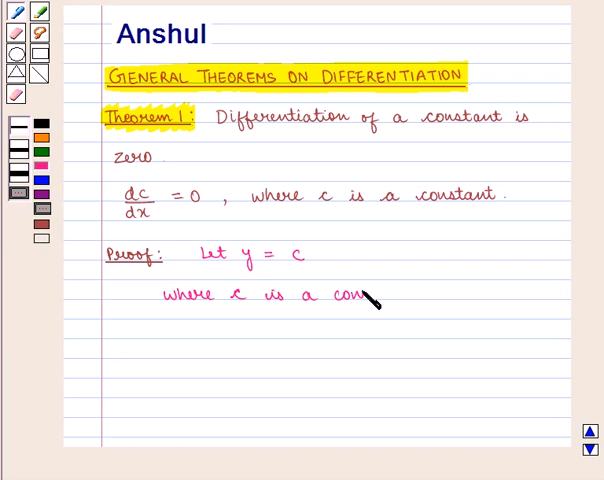 Anshul
GENERAL THEOREMS ON DIFFERENTIATION
Theorem 1: Differentiation of a constant is
zero.
dc/dx = 0 , where c is a constant.
Proof: Let y = c
where c is a con